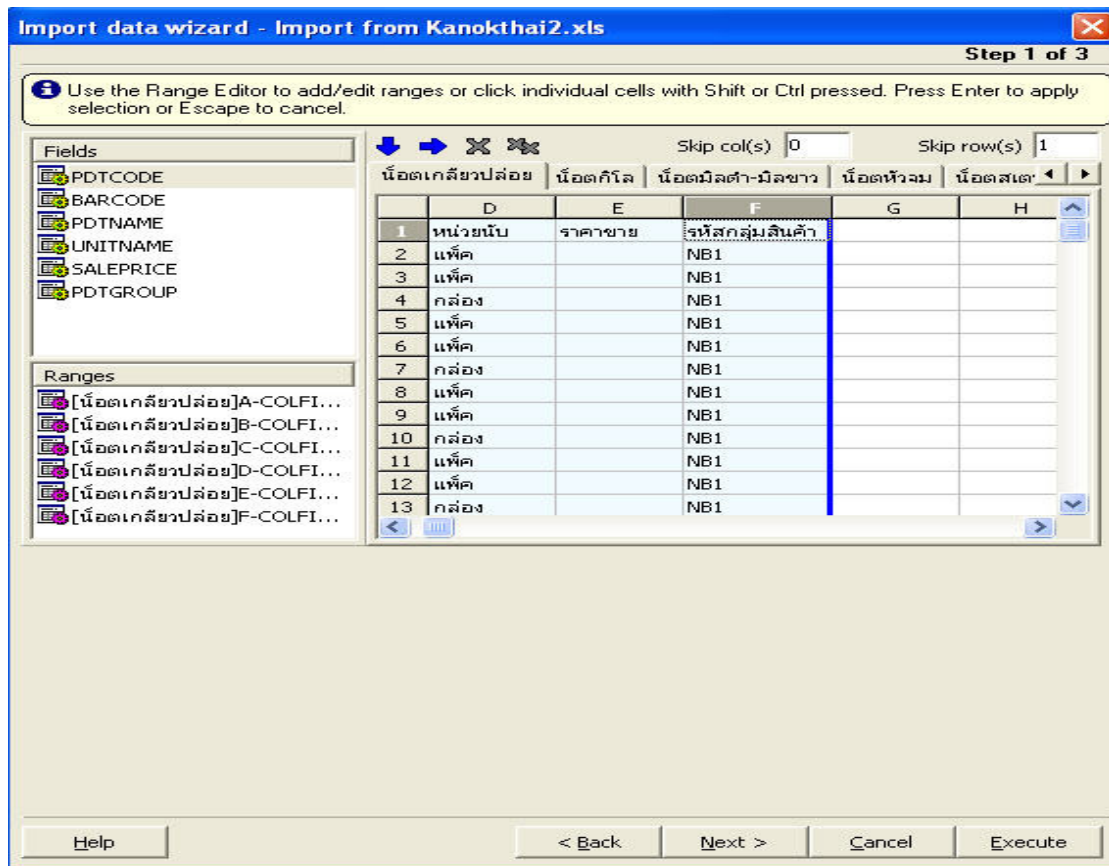 Import data wizard - Import from Kanokthai2.xls
Step 1 of 3
Use the Range Editor to add/edit ranges or click individual cells with Shift or Ctrl pressed. Press Enter to apply
selection or Escape to cancel.
Fields
PDTCODE
BARCODE
PDTNAME
UNITNAME
SALEPRICE
PDTGROUP
Ranges
[น็อตเกลียวปล่อย]A-COLFI...
[น็อตเกลียวปล่อย]B-COLFI...
[น็อตเกลียวปล่อย]C-COLFI...
[น็อตเกลียวปล่อย]D-COLFI...
[น็อตเกลียวปล่อย]E-COLFI...
[น็อตเกลียวปล่อย]F-COLFI...
Skip col(s) 0 Skip row(s) 1
น็อตเกลียวปล่อย น็อตกิโล น็อตมิลดำ-มิลขาว น็อตหัวจม น็อตสเต
D E F G H
1 หน่วยนับ ราคาขาย รหัสกลุ่มสินค้า
2 แพ็ค NB1
3 แพ็ค NB1
4 กล่อง NB1
5 แพ็ค NB1
6 แพ็ค NB1
7 กล่อง NB1
8 แพ็ค NB1
9 แพ็ค NB1
10 กล่อง NB1
11 แพ็ค NB1
12 แพ็ค NB1
13 กล่อง NB1
Help < Back Next > Cancel Execute